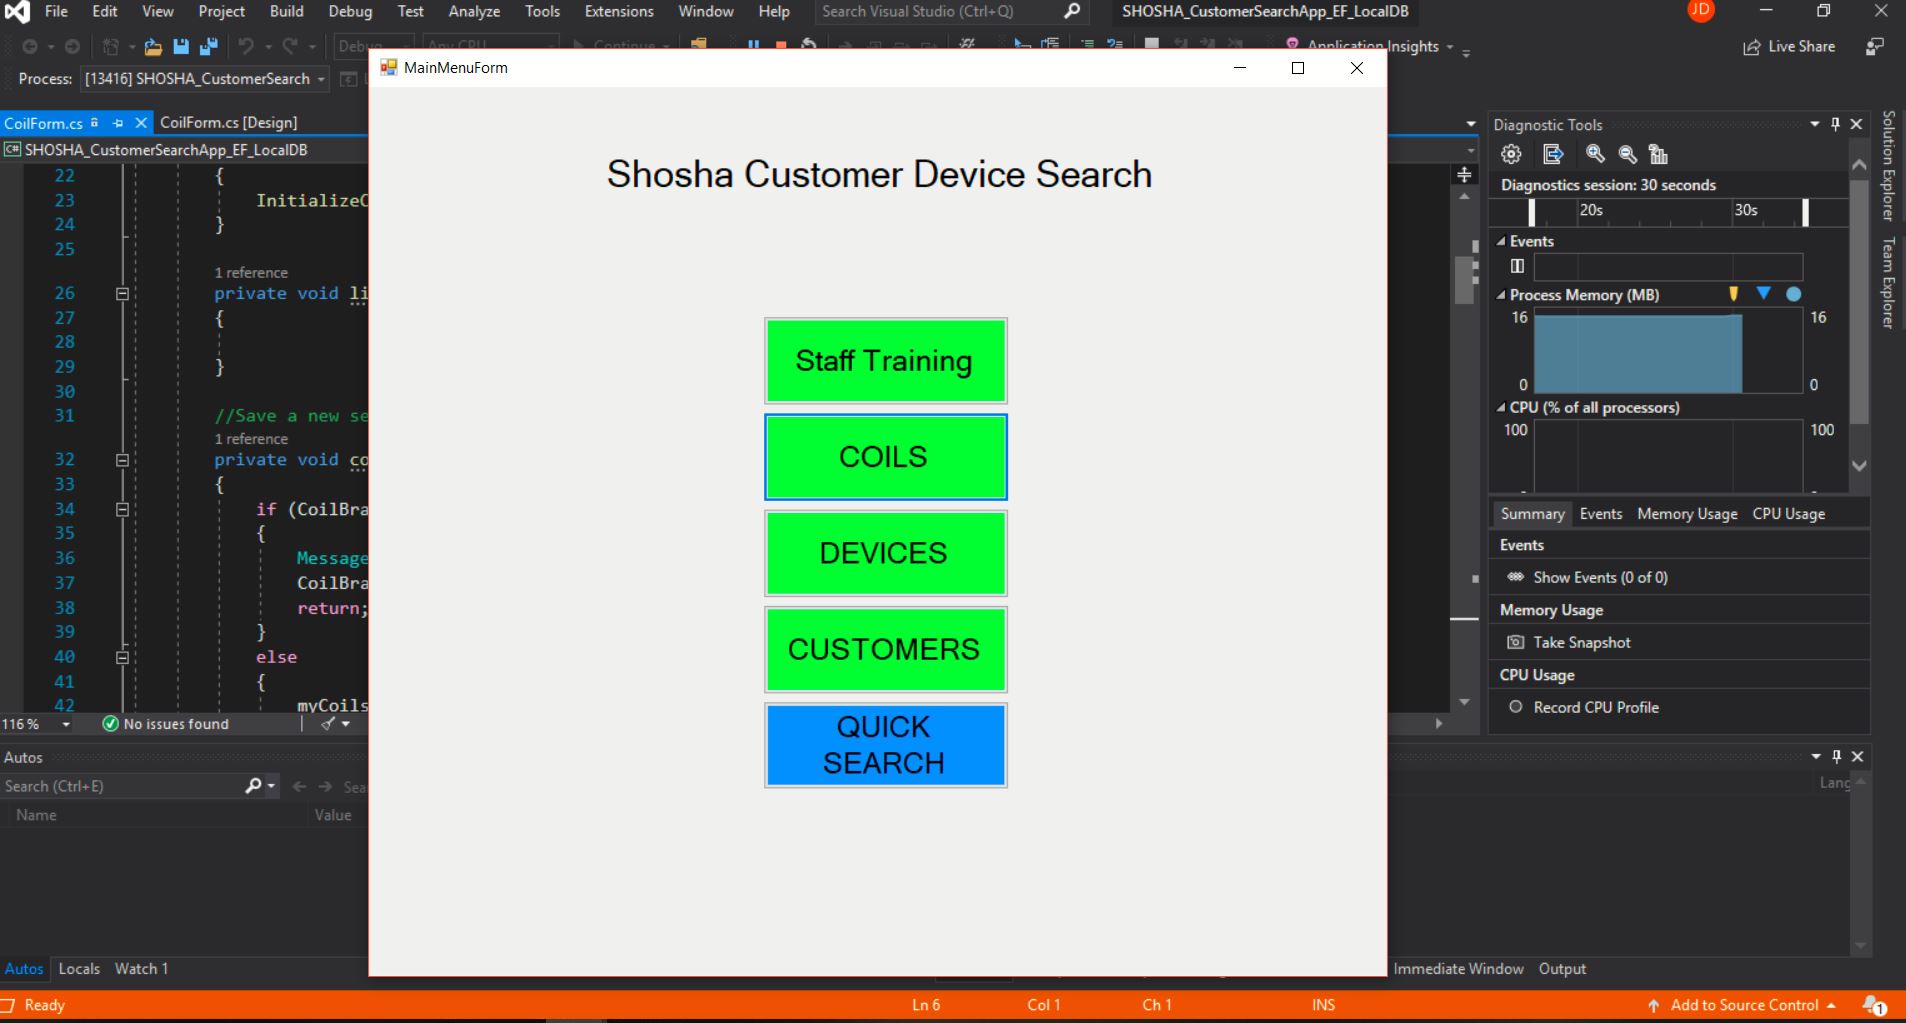 File Edit View Project Build Debug Test Analyze Tools Extensions Window Help Search Visual Studio (Ctrl+Q) SHOSHA_CustomerSearchApp_EF_LocalDB JD
Debug Any CPU Continue Application Insights Live Share
Process: [13416] SHOSHA_CustomerSearch
MainMenuForm
CoilForm.cs CoilForm.cs [Design]
C# SHOSHA_CustomerSearchApp_EF_LocalDB
22 {
23 InitializeC
24 }
25
1 reference
26 private void li
27 {
28
29 }
30
31 //Save a new se
1 reference
32 private void co
33 {
34 if (CoilBra
35 {
36 Message
37 CoilBra
38 return;
39 }
40 else
41 {
42 myCoils
116 % No issues found
Shosha Customer Device Search
Staff Training
COILS
DEVICES
CUSTOMERS
QUICK
SEARCH
Diagnostic Tools
Diagnostics session: 30 seconds
20s 30s
Events
Process Memory (MB)
16 16
0 0
CPU (% of all processors)
100 100
Summary Events Memory Usage CPU Usage
Events
Show Events (0 of 0)
Memory Usage
Take Snapshot
CPU Usage
Record CPU Profile
Solution Explorer
Team Explorer
Autos
Search (Ctrl+E) Sea
Name Value
Lang
Autos Locals Watch 1
Immediate Window Output
Ready Ln 6 Col 1 Ch 1 INS Add to Source Control 1